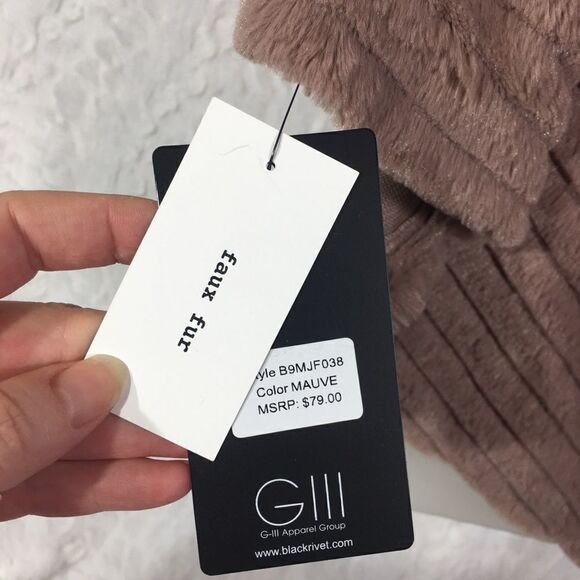 faux fur
yle B9MJF038
Color MAUVE
MSRP: $79.00
GIII
G-III Apparel Group
www.blackrivet.com